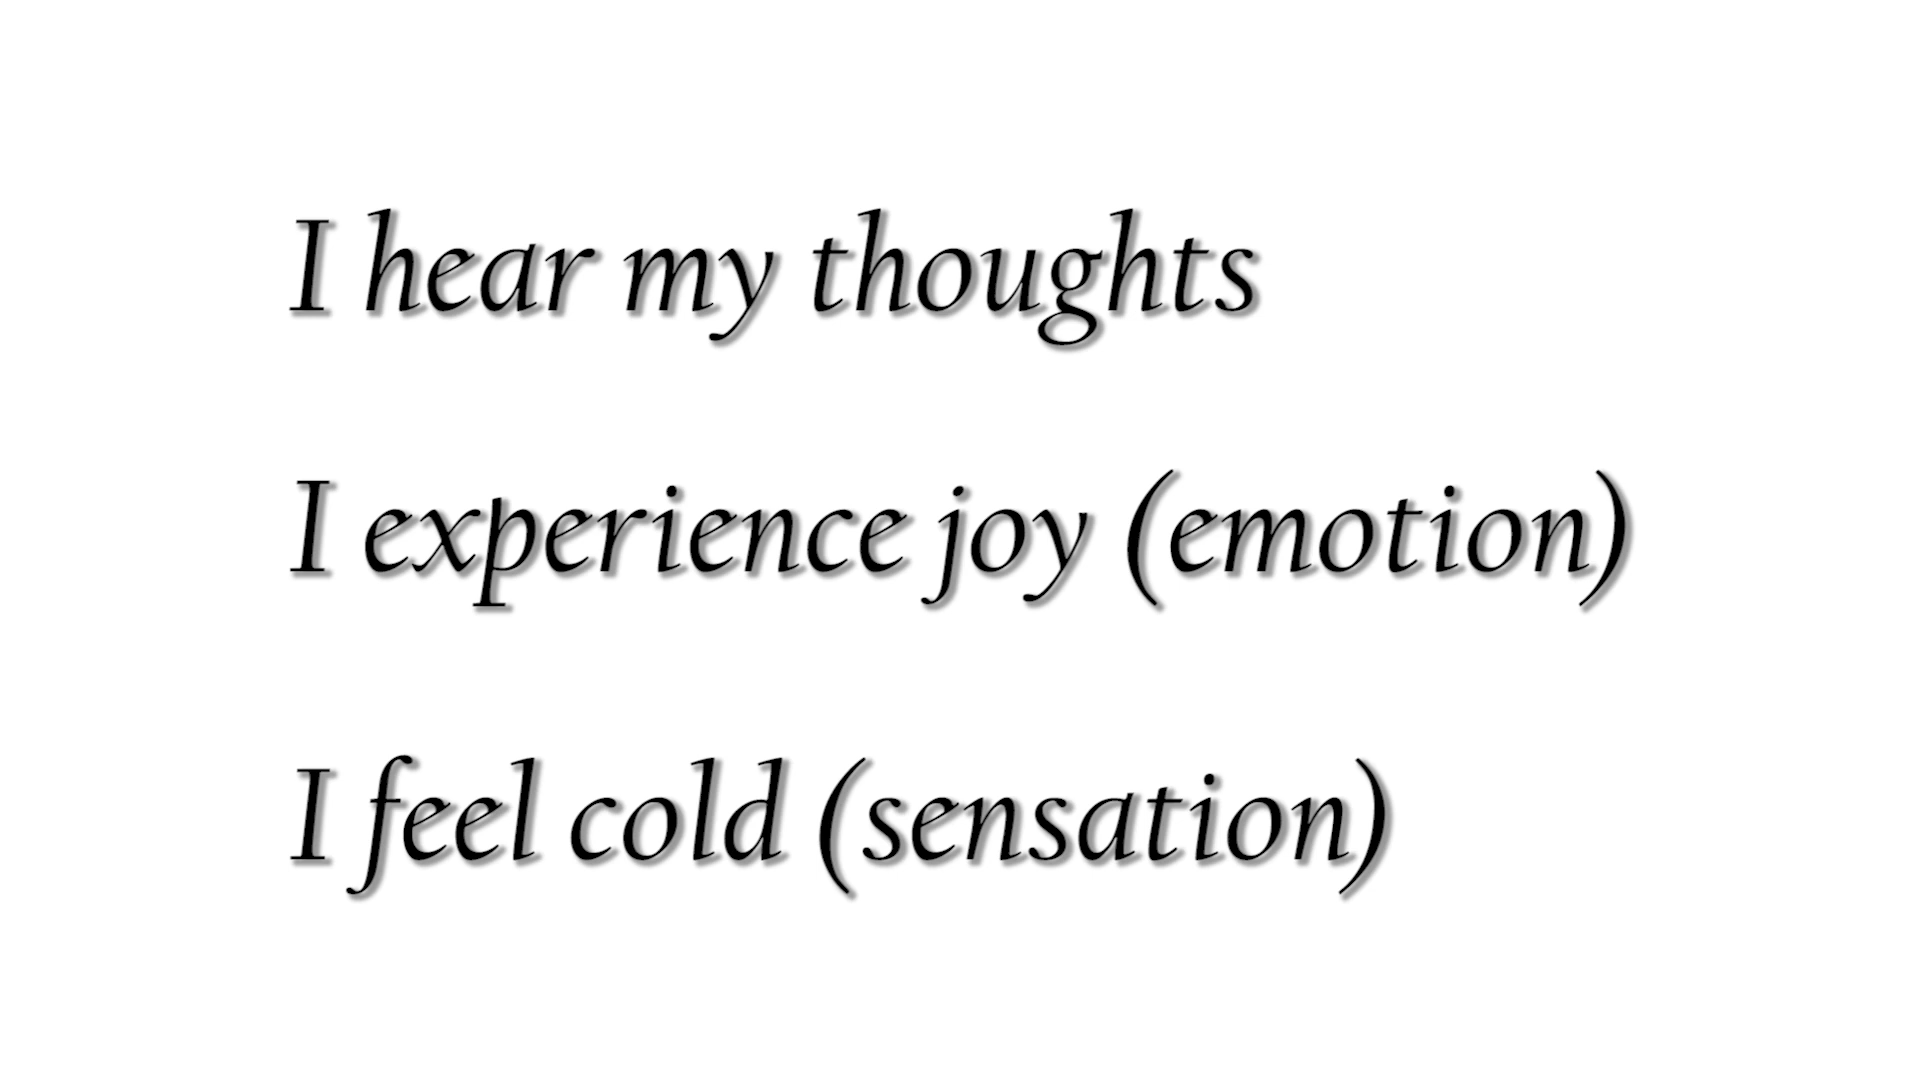 I hear my thoughts
I experience joy (emotion)
I feel cold (sensation)